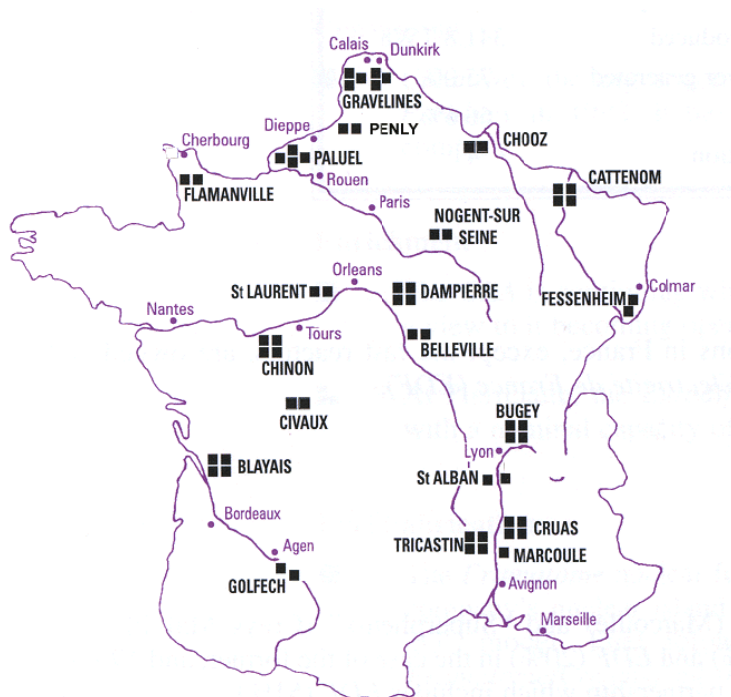 Calais
Dunkirk
GRAVELINES
Dieppe
PENLY
Cherbourg
CHOOZ
PALUEL
CATTENOM
Rouen
FLAMANVILLE
Paris
NOGENT-SUR
SEINE
Orleans
Colmar
St LAURENT
DAMPIERRE
FESSENHEIM
Nantes
Tours
BELLEVILLE
CHINON
CIVAUX
BUGEY
Lyon
BLAYAIS
St ALBAN
Bordeaux
CRUAS
TRICASTIN
Agen
MARCOULE
GOLFECH
Avignon
Marseille